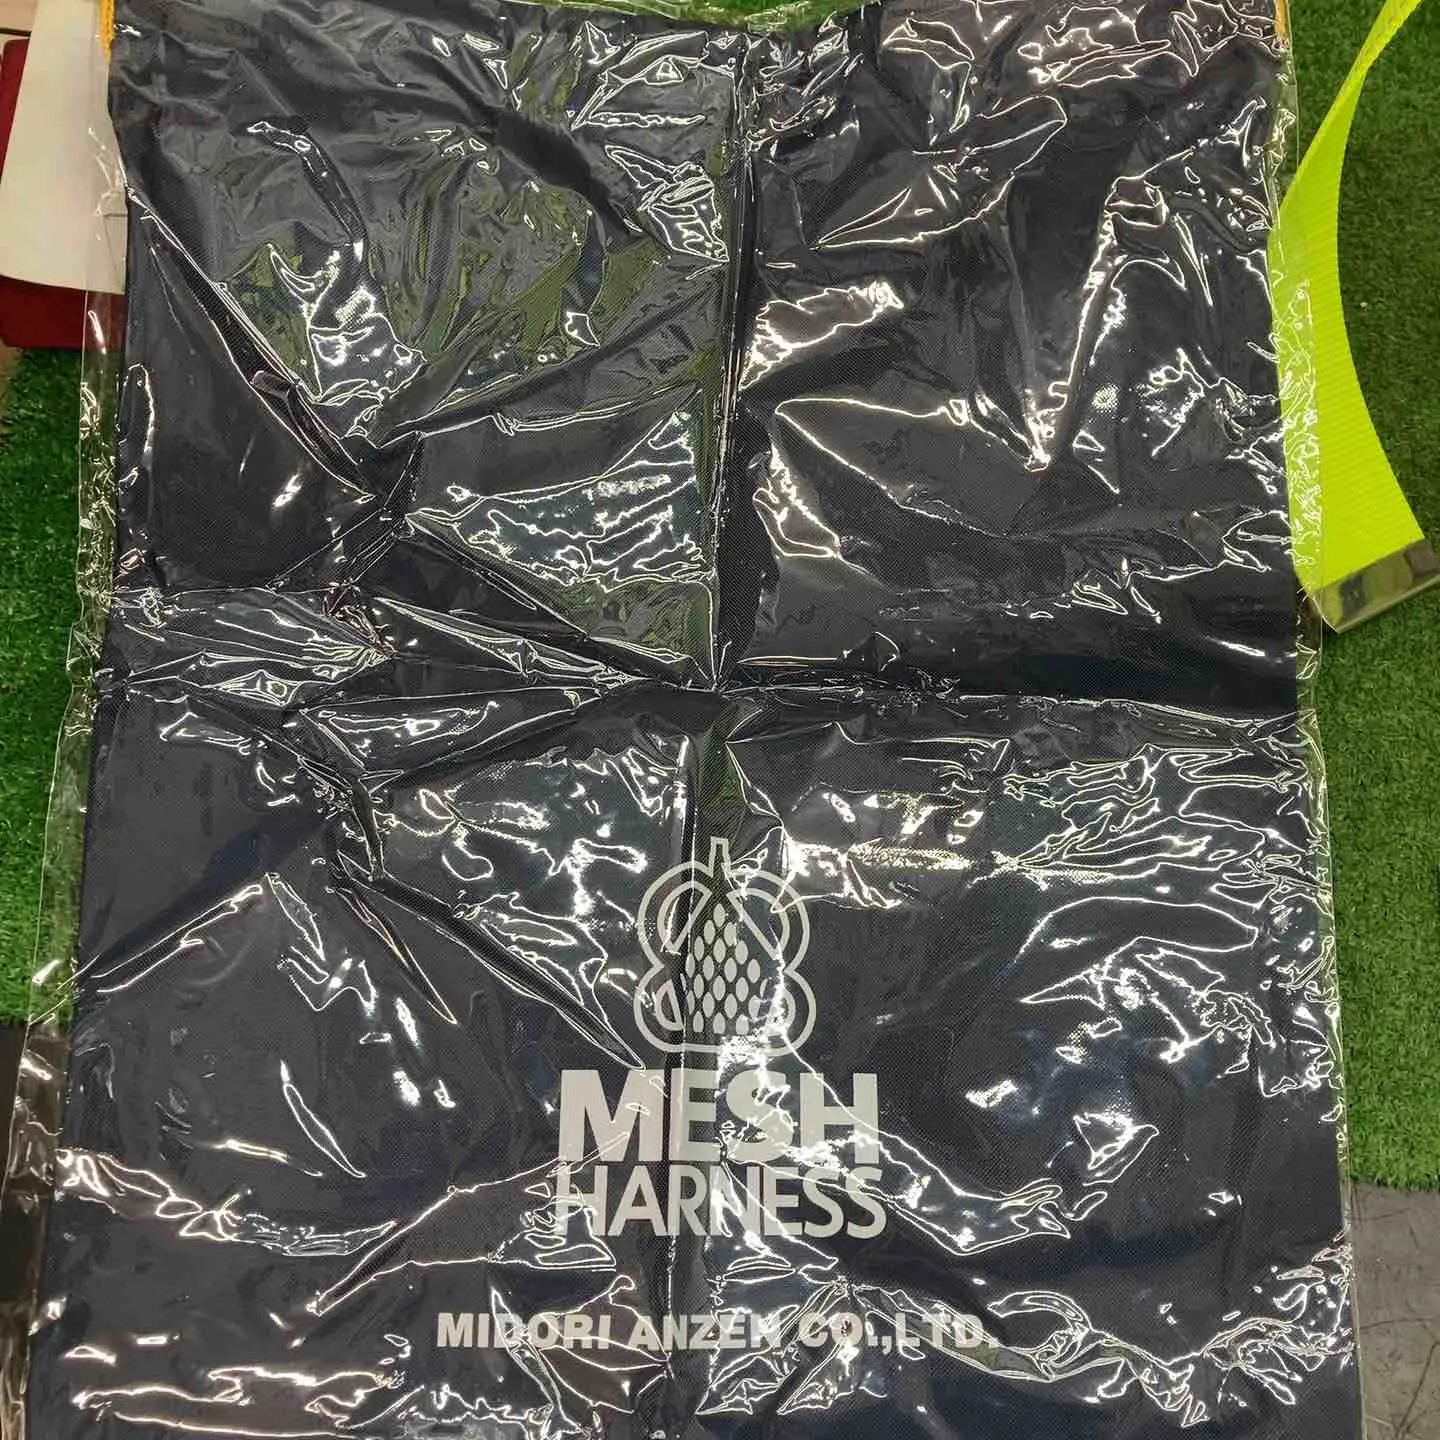 MESH
HARNESS
MIDORI ANZEN CO.,LTD.